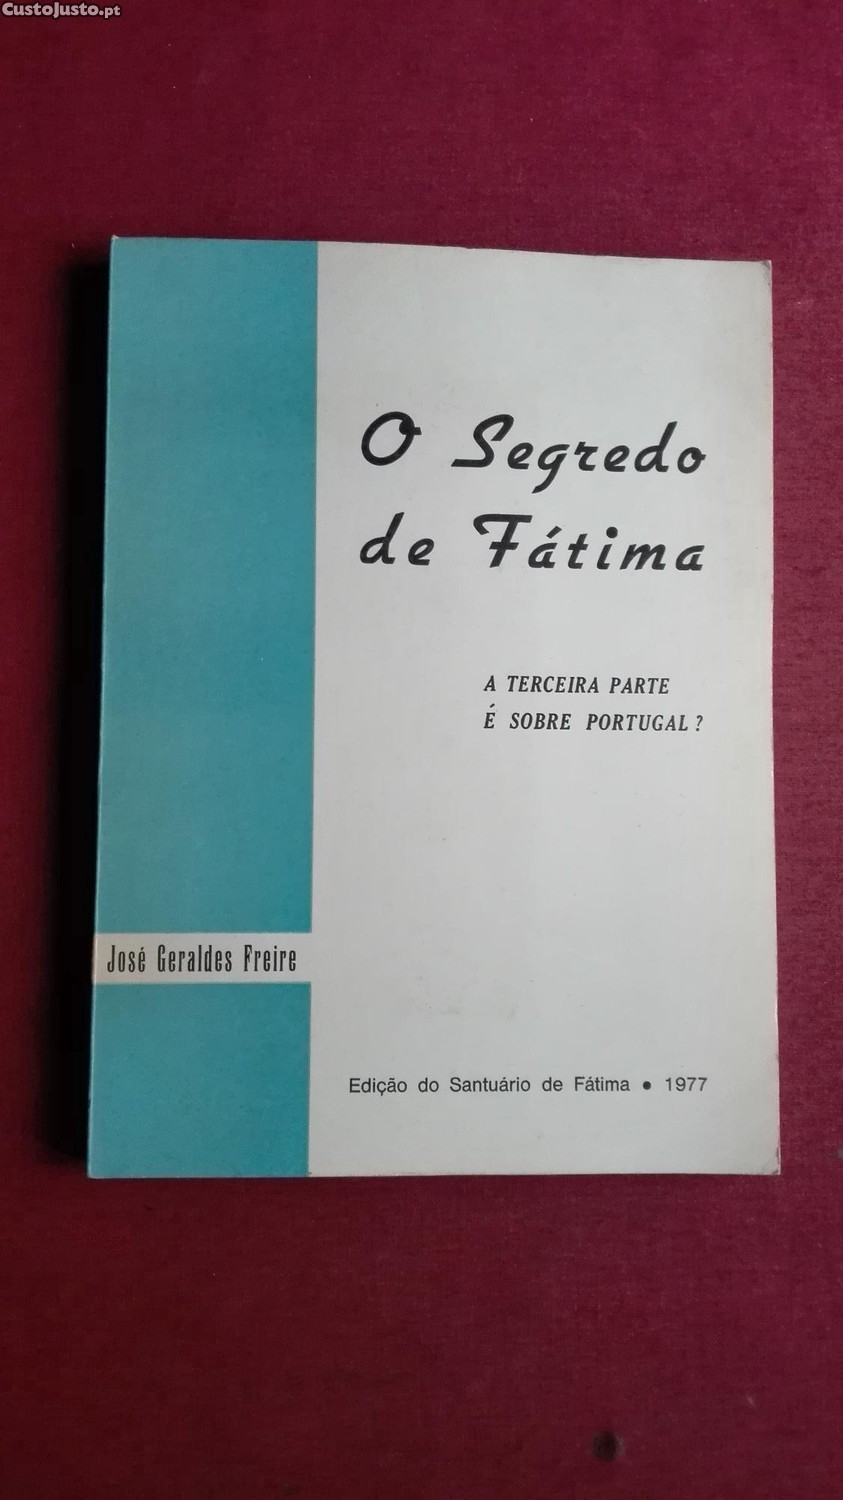 CustoJusto.pt
O Segredo
de Fátima
A TERCEIRA PARTE
É SOBRE PORTUGAL?
José Geraldes Freire
Edição do Santuário de Fátima • 1977